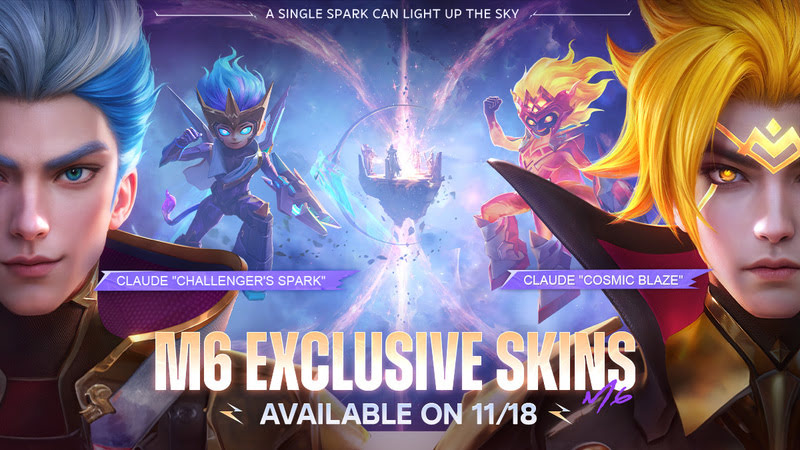 A SINGLE SPARK CAN LIGHT UP THE SKY
CLAUDE "CHALLENGER'S SPARK"
CLAUDE "COSMIC BLAZE"
M6 EXCLUSIVE SKINS
M6
AVAILABLE ON 11/18